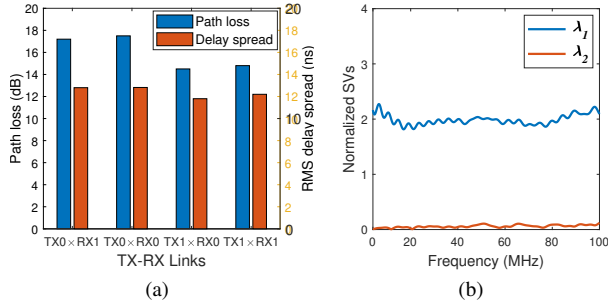 20
18
16
14
12
10
8
6
4
2
0
Path loss (dB)
Path loss
Delay spread
20
18
16
14
12
10
8
6
4
2
0
RMS delay spread (ns)
TX0×RX1 TX0×RX0 TX1×RX0 TX1×RX1
TX-RX Links
(a)
4
3
2
1
0
Normalized SVs
λ1
λ2
0 20 40 60 80 100
Frequency (MHz)
(b)